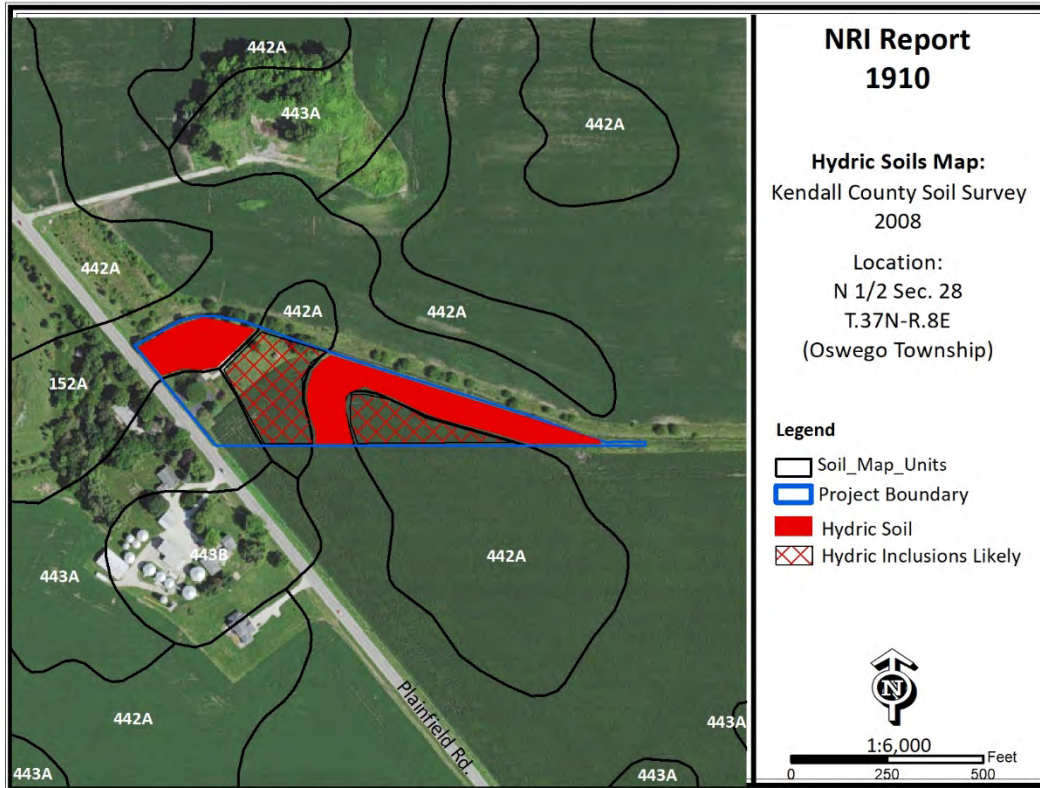 442A
443A
442A
442A
442A
442A
152A
443B
442A
443A
442A
443A
443A
443A
Plainfield Rd.
NRI Report
1910
Hydric Soils Map:
Kendall County Soil Survey
2008
Location:
N 1/2 Sec. 28
T.37N-R.8E
(Oswego Township)
Legend
Soil_Map_Units
Project Boundary
Hydric Soil
Hydric Inclusions Likely
N
1:6,000
Feet
0 250 500